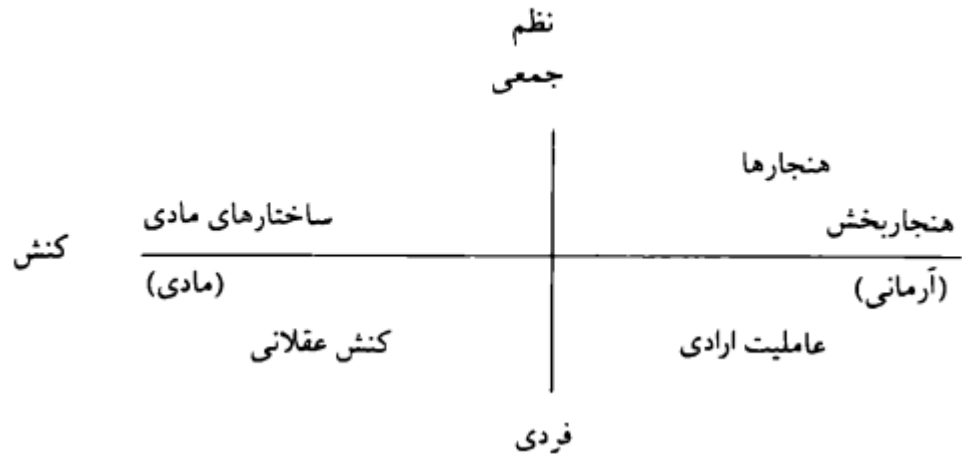 نظم
جمعی
هنجارها
هنجاربخش
ساختارهای مادی
کنش
(آرمانی)
(مادی)
عاملیت ارادی
کنش عقلانی
فردی